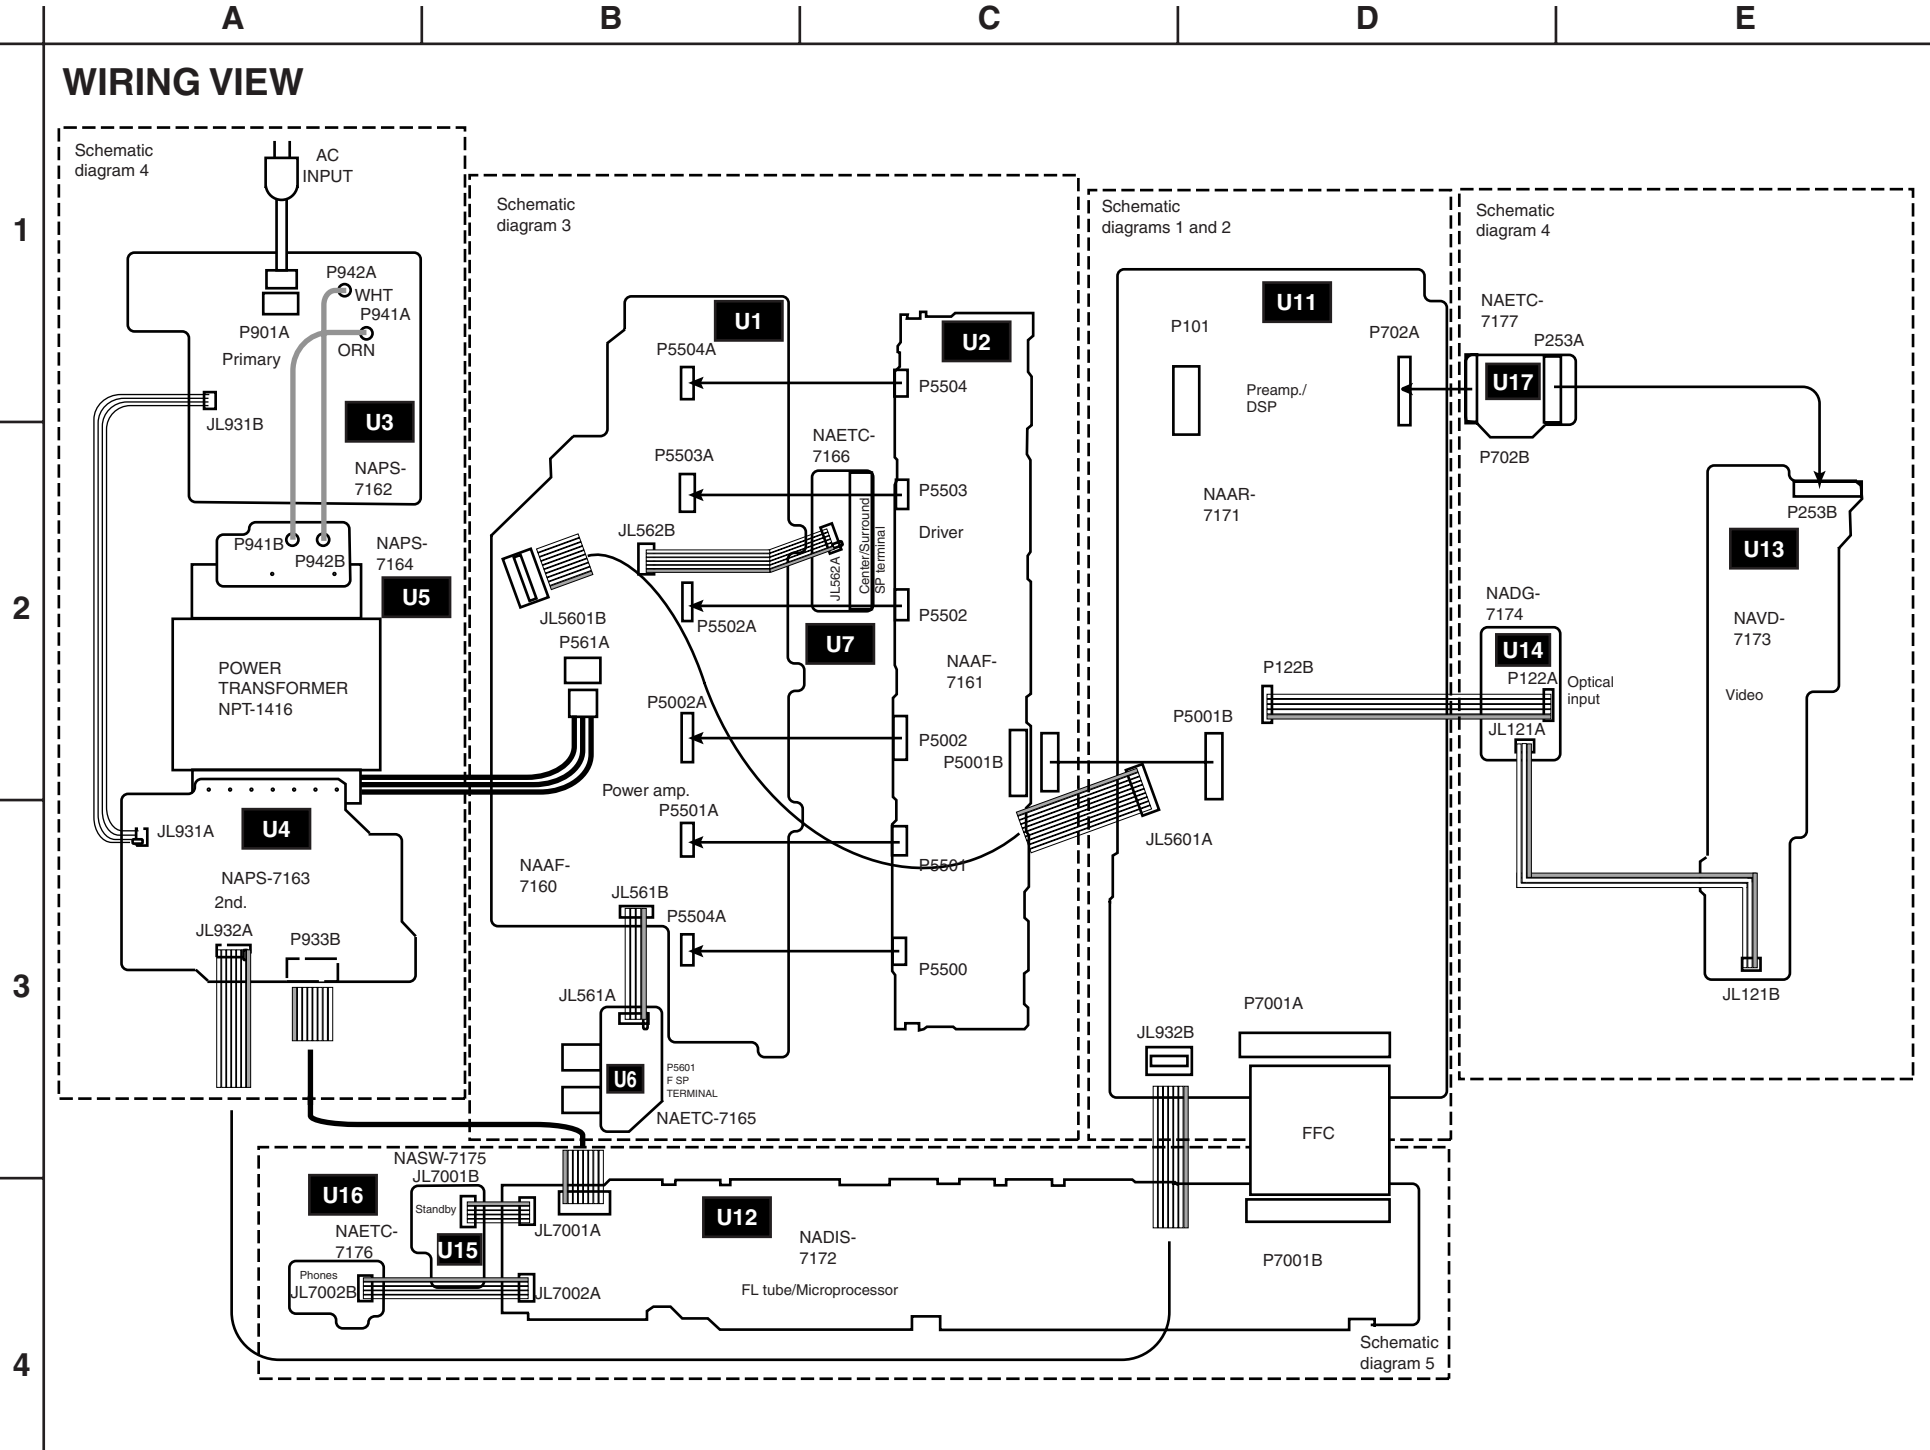 A
B
C
D
E
1
2
3
4
WIRING VIEW
Schematic
diagram 4
AC
INPUT
P942A
WHT
P941A
P901A
ORN
Primary
JL931B
U3
NAPS-
7162
P941B
P942B
NAPS-
7164
U5
POWER
TRANSFORMER
NPT-1416
JL931A
U4
NAPS-7163
2nd.
JL932A
P933B
Schematic
diagram 3
U1
P5504A
P5503A
JL562B
JL5601B
P561A
P5502A
P5002A
Power amp.
P5501A
NAAF-
7160
JL561B
P5504A
JL561A
U6
P5601
F SP
TERMINAL
NAETC-7165
NAETC-
7166
JL562A
Center/Surround
SP terminal
U7
U2
P5504
P5503
Driver
P5502
NAAF-
7161
P5002
P5001B
P5501
P5500
Schematic
diagrams 1 and 2
U11
P101
P702A
Preamp./
DSP
NAAR-
7171
P122B
P5001B
JL5601A
P7001A
JL932B
FFC
Schematic
diagram 4
NAETC-
7177
P253A
U17
P702B
P253B
U13
NADG-
7174
U14
P122A
Optical
input
JL121A
NAVD-
7173
Video
JL121B
NASW-7175
JL7001B
U16
Standby
NAETC-
7176
U15
Phones
JL7002B
JL7001A
JL7002A
U12
NADIS-
7172
FL tube/Microprocessor
P7001B
Schematic
diagram 5